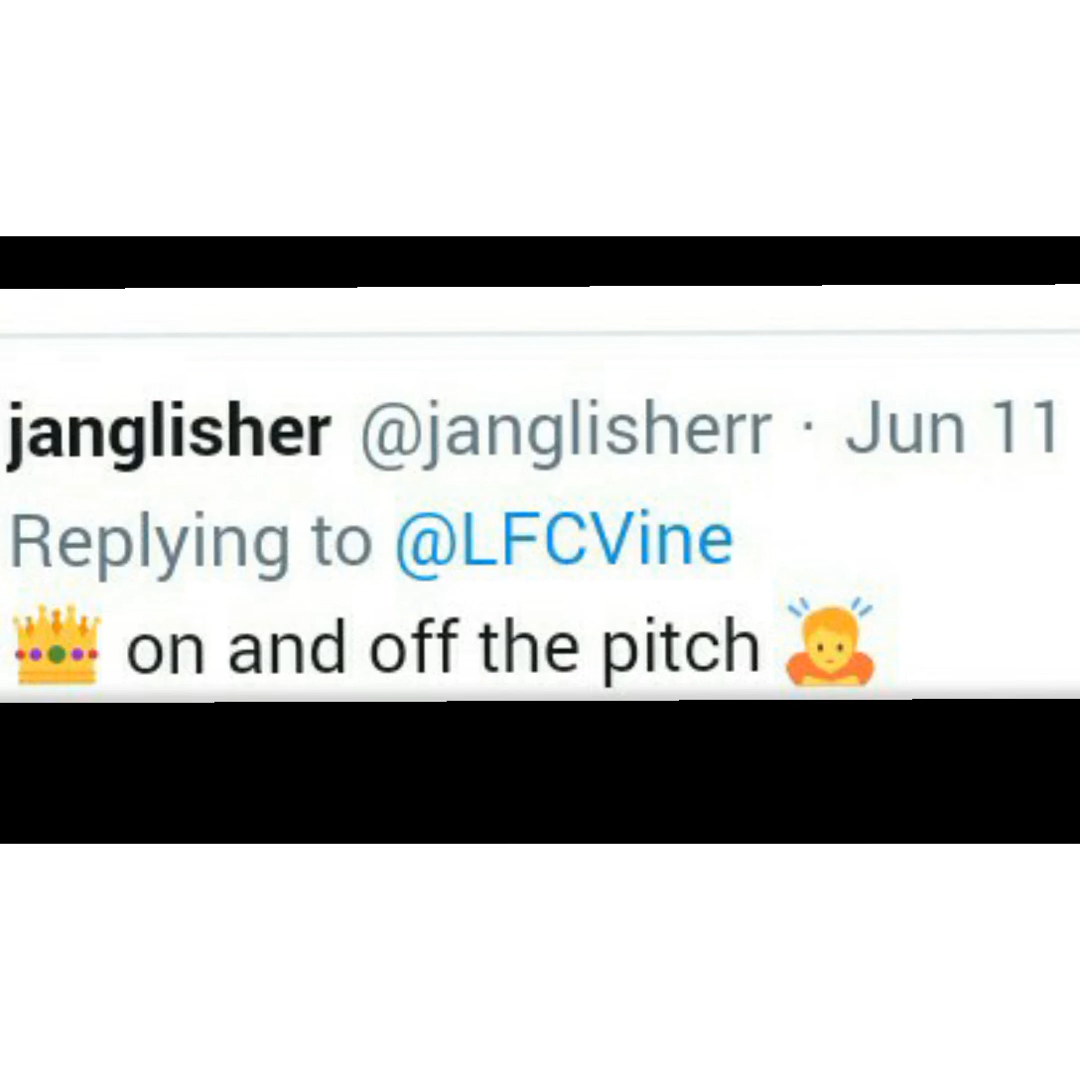 janglisher @janglisherr · Jun 11
Replying to @LFCVine
👑 on and off the pitch 🙇